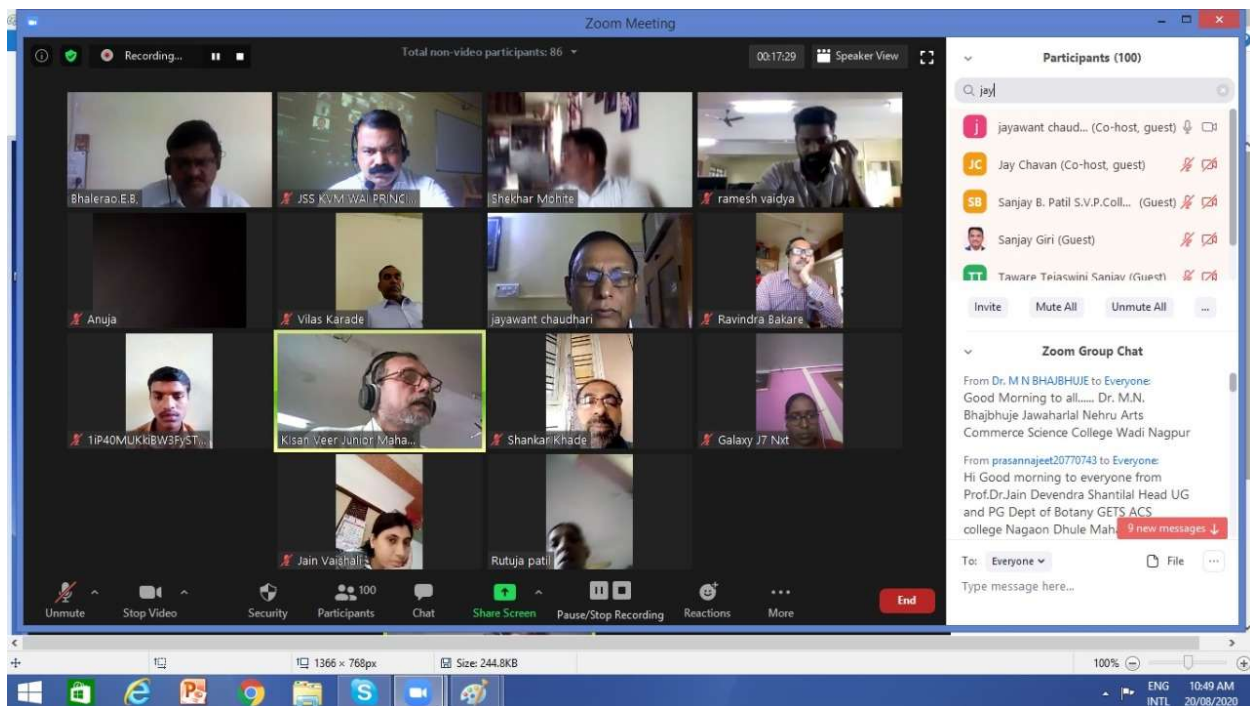 Zoom Meeting
Recording...
Total non-video participants: 86
00:17:29
Speaker View
Bhalerao.E.B.
JSS KVM WAI PRINCI...
Shekhar Mohite
ramesh vaidya
Anuja
Vilas Karade
jayawant chaudhari
Ravindra Bakare
1iP40MUKkiBW3FyST...
Kisan Veer Junior Maha...
Shankar Khade
Galaxy J7 Nxt
Jain Vaishali
Rutuja patil
Unmute
Stop Video
Security
100
Participants
Chat
Share Screen
Pause/Stop Recording
Reactions
More
End
Participants (100)
jay
j jayawant chaud... (Co-host, guest)
JC Jay Chavan (Co-host, guest)
SB Sanjay B. Patil S.V.P.Coll... (Guest)
Sanjay Giri (Guest)
TT Taware Tejaswini Sanjay (Guest)
Invite
Mute All
Unmute All
...
Zoom Group Chat
From Dr. M N BHAJBHUJE to Everyone:
Good Morning to all...... Dr. M.N.
Bhajbhuje Jawaharlal Nehru Arts
Commerce Science College Wadi Nagpur
From prasannajeet20770743 to Everyone:
Hi Good morning to everyone from
Prof.Dr.Jain Devendra Shantilal Head UG
and PG Dept of Botany GETS ACS
college Nagaon Dhule Mah
9 new messages
To: Everyone
File
Type message here...
1366 × 768px
Size: 244.8KB
100%
ENG
INTL
10:49 AM
20/08/2020